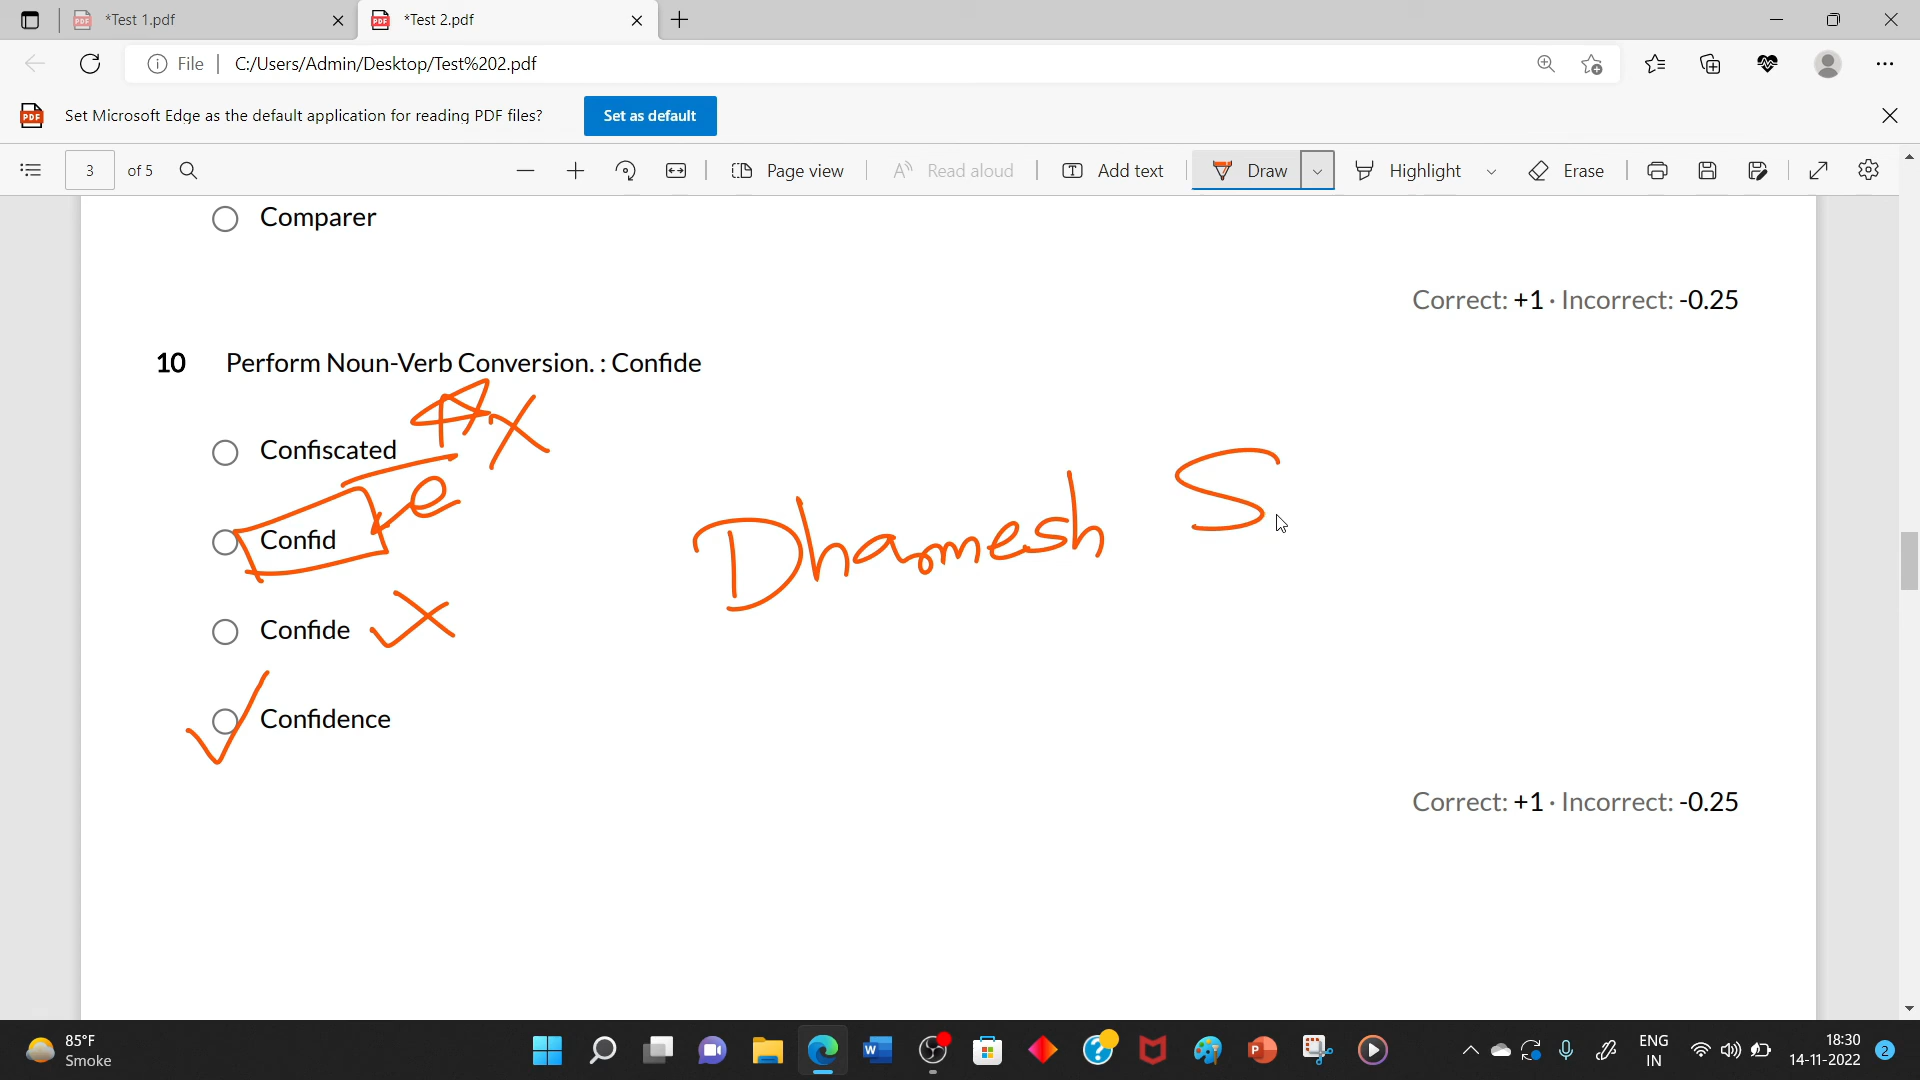 *Test 1.pdf
*Test 2.pdf
File
C:/Users/Admin/Desktop/Test%202.pdf
Set Microsoft Edge as the default application for reading PDF files?
Set as default
3 of 5
Page view
Read aloud
Add text
Draw
Highlight
Erase
Comparer
Correct: +1 · Incorrect: -0.25
10 Perform Noun-Verb Conversion. : Confide
Confiscated
Confid
e
Confide
Confidence
Dharmesh S
Correct: +1 · Incorrect: -0.25
85°F
Smoke
ENG
IN
18:30
14-11-2022
2